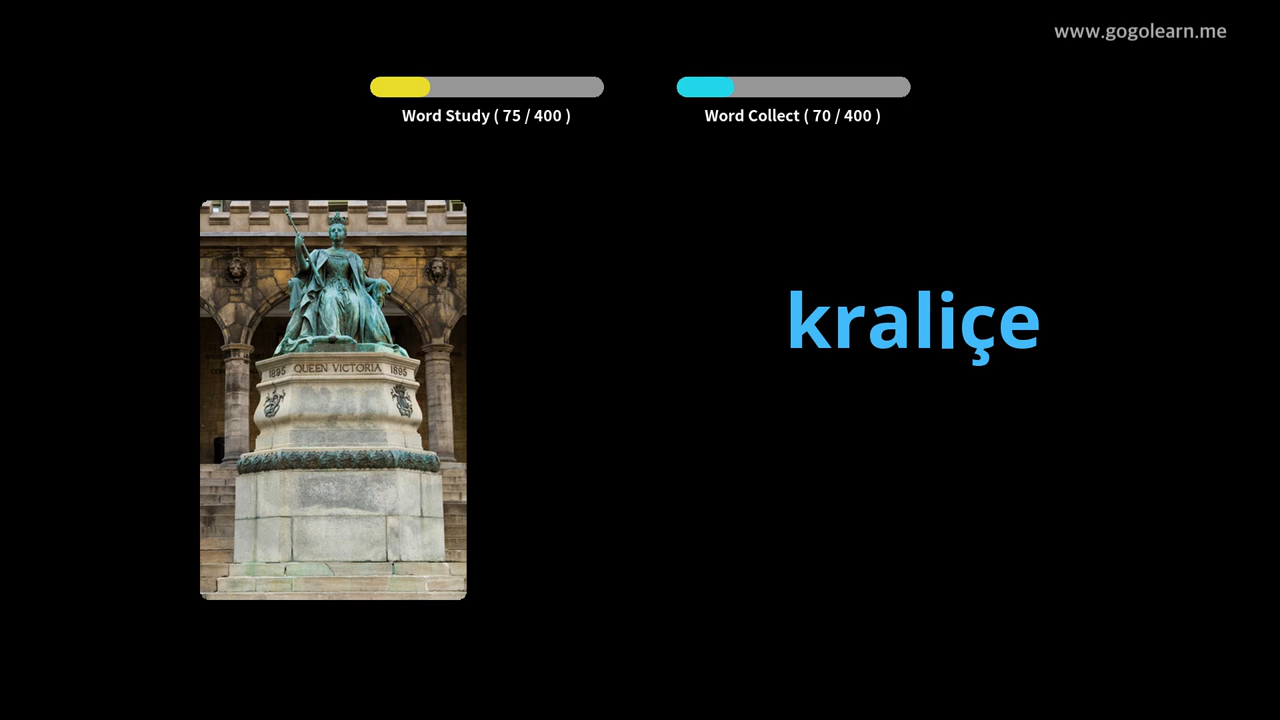 www.gogolearn.me
Word Study ( 75 / 400 )
Word Collect ( 70 / 400 )
1895 QUEEN VICTORIA 1895
kraliçe